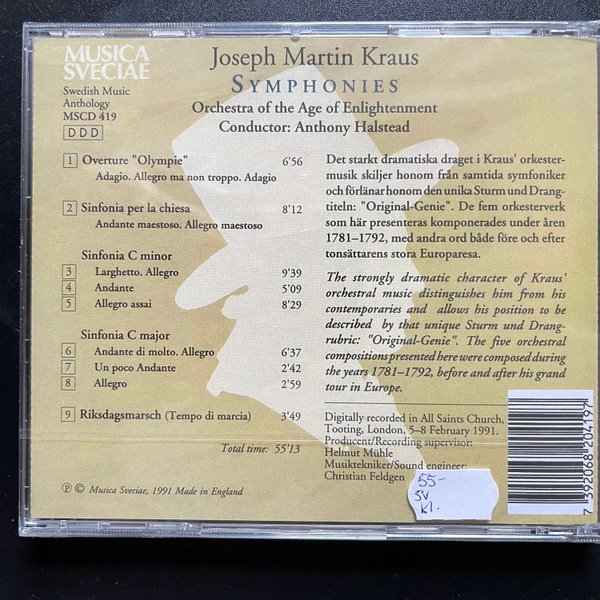 MUSICA
SVECIAE
Swedish Music
Anthology
MSCD 419
DDD
Joseph Martin Kraus
SYMPHONIES
Orchestra of the Age of Enlightenment
Conductor: Anthony Halstead
1 Overture "Olympie" 6'56
Adagio. Allegro ma non troppo. Adagio
2 Sinfonia per la chiesa 8'12
Andante maestoso. Allegro maestoso
Sinfonia C minor
3 Larghetto. Allegro 9'39
4 Andante 5'09
5 Allegro assai 8'29
Sinfonia C major
6 Andante di molto. Allegro 6'37
7 Un poco Andante 2'42
8 Allegro 2'59
9 Riksdagsmarsch (Tempo di marcia) 3'49
Total time: 55'13
℗ © Musica Sveciae, 1991 Made in England
Det starkt dramatiska draget i Kraus' orkester-
musik skiljer honom från samtida symfoniker
och förlänar honom den unika Sturm und Drang-
titeln: "Original-Genie". De fem orkesterverk
som här presenteras komponerades under åren
1781–1792, med andra ord både före och efter
tonsättarens stora Europaresa.
The strongly dramatic character of Kraus'
orchestral music distinguishes him from his
contemporaries and allows his position to be
described by that unique Sturm und Drang-
rubric: "Original-Genie". The five orchestral
compositions presented here were composed during
the years 1781–1792, before and after his grand
tour in Europe.
Digitally recorded in All Saints Church,
Tooting, London, 5–8 February 1991.
Producer/Recording supervisor:
Helmut Mühle
Musiktekniker/Sound engineer:
Christian Feldgen
55-
SV
Kl.
7 392068 204197